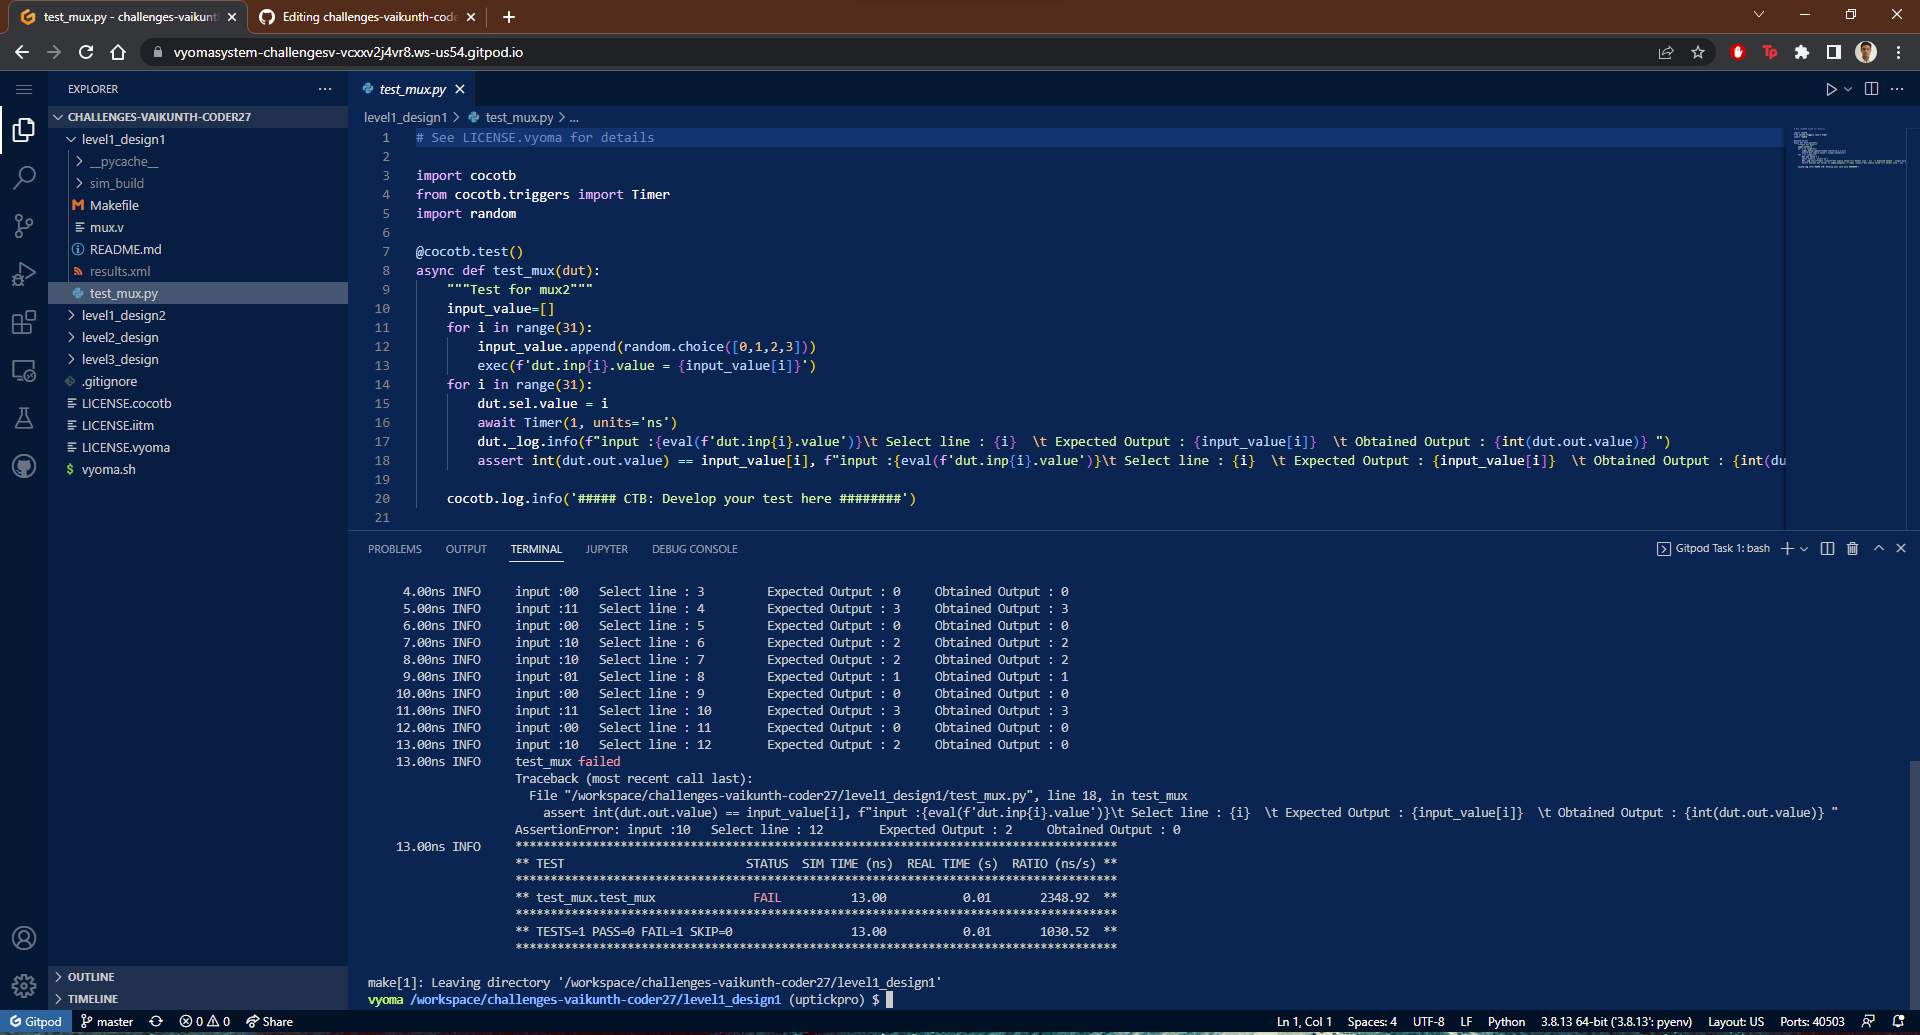 test_mux.py - challenges-vaikunt
Editing challenges-vaikunth-code
vyomasystem-challengesv-vcxxv2j4vr8.ws-us54.gitpod.io
Tp
EXPLORER
CHALLENGES-VAIKUNTH-CODER27
level1_design1
__pycache__
sim_build
Makefile
mux.v
README.md
results.xml
test_mux.py
level1_design2
level2_design
level3_design
.gitignore
LICENSE.cocotb
LICENSE.iitm
LICENSE.vyoma
vyoma.sh
OUTLINE
TIMELINE
test_mux.py
level1_design1 > test_mux.py > ...
1 # See LICENSE.vyoma for details
2
3 import cocotb
4 from cocotb.triggers import Timer
5 import random
6
7 @cocotb.test()
8 async def test_mux(dut):
9 """Test for mux2"""
10 input_value=[]
11 for i in range(31):
12 input_value.append(random.choice([0,1,2,3]))
13 exec(f'dut.inp{i}.value = {input_value[i]}')
14 for i in range(31):
15 dut.sel.value = i
16 await Timer(1, units='ns')
17 dut._log.info(f"input :{eval(f'dut.inp{i}.value')}\t Select line : {i}  \t Expected Output : {input_value[i]}  \t Obtained Output : {int(dut.out.value)} ")
18 assert int(dut.out.value) == input_value[i], f"input :{eval(f'dut.inp{i}.value')}\t Select line : {i}  \t Expected Output : {input_value[i]}  \t Obtained Output : {int(du
19
20 cocotb.log.info('##### CTB: Develop your test here ########')
21
PROBLEMS OUTPUT TERMINAL JUPYTER DEBUG CONSOLE
Gitpod Task 1: bash
4.00ns INFO input :00 Select line : 3 Expected Output : 0 Obtained Output : 0
5.00ns INFO input :11 Select line : 4 Expected Output : 3 Obtained Output : 3
6.00ns INFO input :00 Select line : 5 Expected Output : 0 Obtained Output : 0
7.00ns INFO input :10 Select line : 6 Expected Output : 2 Obtained Output : 2
8.00ns INFO input :10 Select line : 7 Expected Output : 2 Obtained Output : 2
9.00ns INFO input :01 Select line : 8 Expected Output : 1 Obtained Output : 1
10.00ns INFO input :00 Select line : 9 Expected Output : 0 Obtained Output : 0
11.00ns INFO input :11 Select line : 10 Expected Output : 3 Obtained Output : 3
12.00ns INFO input :00 Select line : 11 Expected Output : 0 Obtained Output : 0
13.00ns INFO input :10 Select line : 12 Expected Output : 2 Obtained Output : 0
13.00ns INFO test_mux failed
Traceback (most recent call last):
File "/workspace/challenges-vaikunth-coder27/level1_design1/test_mux.py", line 18, in test_mux
assert int(dut.out.value) == input_value[i], f"input :{eval(f'dut.inp{i}.value')}\t Select line : {i}  \t Expected Output : {input_value[i]}  \t Obtained Output : {int(dut.out.value)} "
AssertionError: input :10 Select line : 12 Expected Output : 2 Obtained Output : 0
13.00ns INFO **************************************************************************************
** TEST STATUS SIM TIME (ns) REAL TIME (s) RATIO (ns/s) **
**************************************************************************************
** test_mux.test_mux FAIL 13.00 0.01 2348.92 **
**************************************************************************************
** TESTS=1 PASS=0 FAIL=1 SKIP=0 13.00 0.01 1030.52 **
**************************************************************************************
make[1]: Leaving directory '/workspace/challenges-vaikunth-coder27/level1_design1'
vyoma /workspace/challenges-vaikunth-coder27/level1_design1 (uptickpro) $
Gitpod master 0 0 Share Ln 1, Col 1 Spaces: 4 UTF-8 LF Python 3.8.13 64-bit ('3.8.13': pyenv) Layout: US Ports: 40503